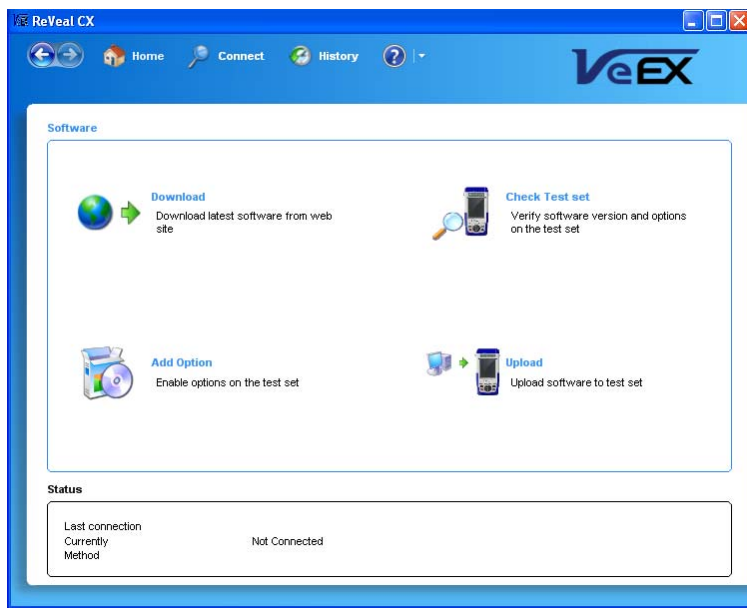 ReVeal CX
Home Connect History ?
VeEX
Software
Download
Download latest software from web
site
Check Test set
Verify software version and options
on the test set
Add Option
Enable options on the test set
Upload
Upload software to test set
Status
Last connection
Currently Not Connected
Method